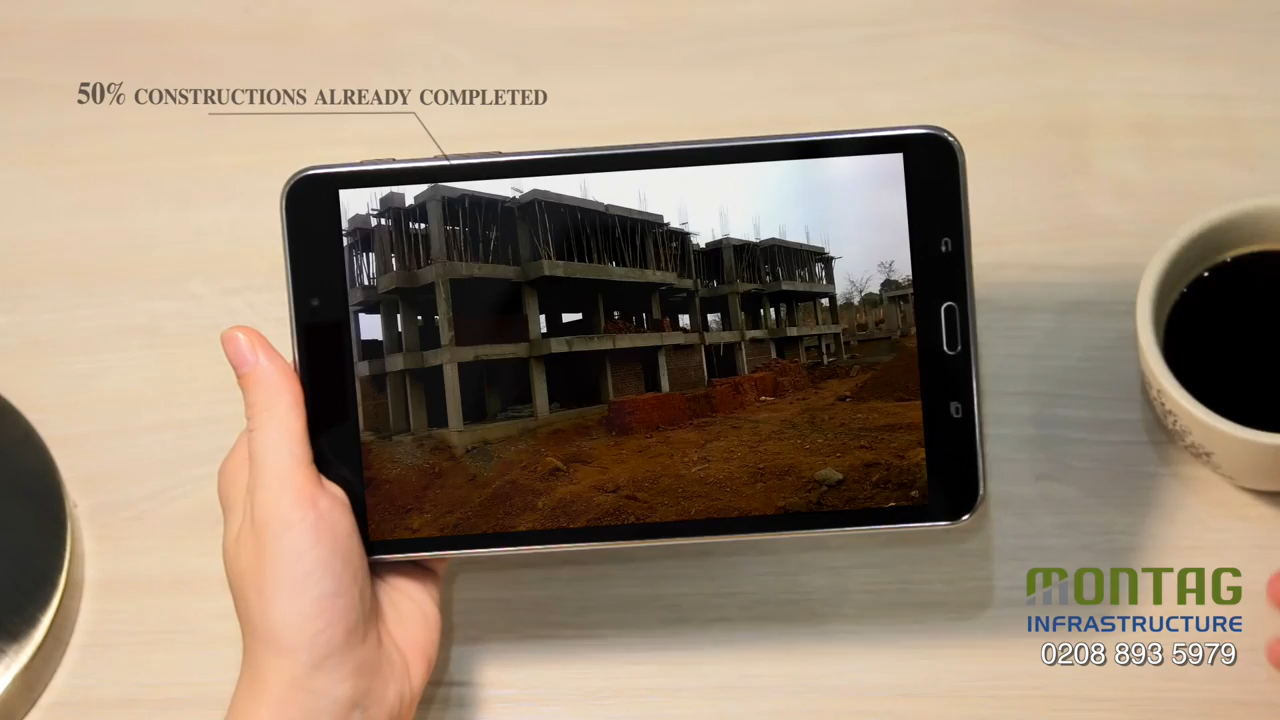 50% CONSTRUCTIONS ALREADY COMPLETED
MONTAG
INFRASTRUCTURE
0208 893 5979